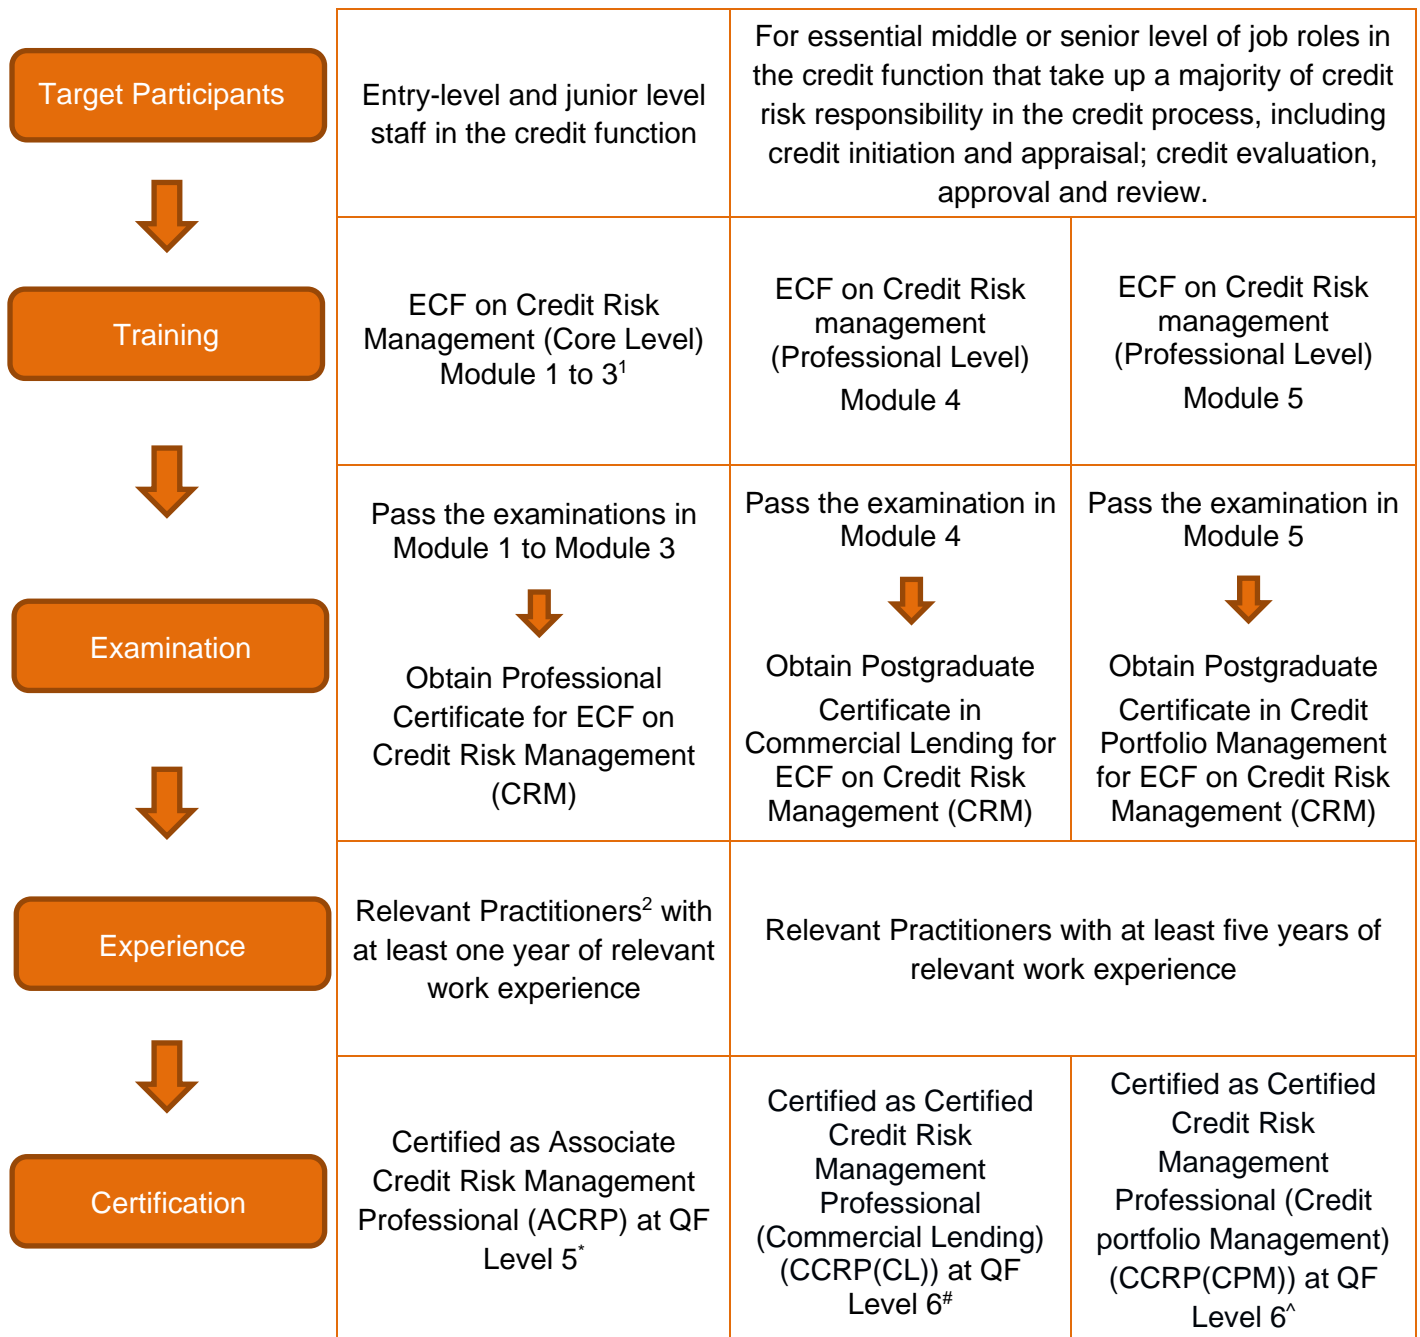 Target Participants
Entry-level and junior level
staff in the credit function
For essential middle or senior level of job roles in
the credit function that take up a majority of credit
risk responsibility in the credit process, including
credit initiation and appraisal; credit evaluation,
approval and review.
Training
ECF on Credit Risk
Management (Core Level)
Module 1 to 3¹
ECF on Credit Risk
management
(Professional Level)
Module 4
ECF on Credit Risk
management
(Professional Level)
Module 5
Examination
Pass the examinations in
Module 1 to Module 3
Obtain Professional
Certificate for ECF on
Credit Risk Management
(CRM)
Pass the examination in
Module 4
Obtain Postgraduate
Certificate in
Commercial Lending for
ECF on Credit Risk
Management (CRM)
Pass the examination in
Module 5
Obtain Postgraduate
Certificate in Credit
Portfolio Management
for ECF on Credit Risk
Management (CRM)
Experience
Relevant Practitioners² with
at least one year of relevant
work experience
Relevant Practitioners with at least five years of
relevant work experience
Certification
Certified as Associate
Credit Risk Management
Professional (ACRP) at QF
Level 5*
Certified as Certified
Credit Risk
Management
Professional
(Commercial Lending)
(CCRP(CL)) at QF
Level 6#
Certified as Certified
Credit Risk
Management
Professional (Credit
portfolio Management)
(CCRP(CPM)) at QF
Level 6^